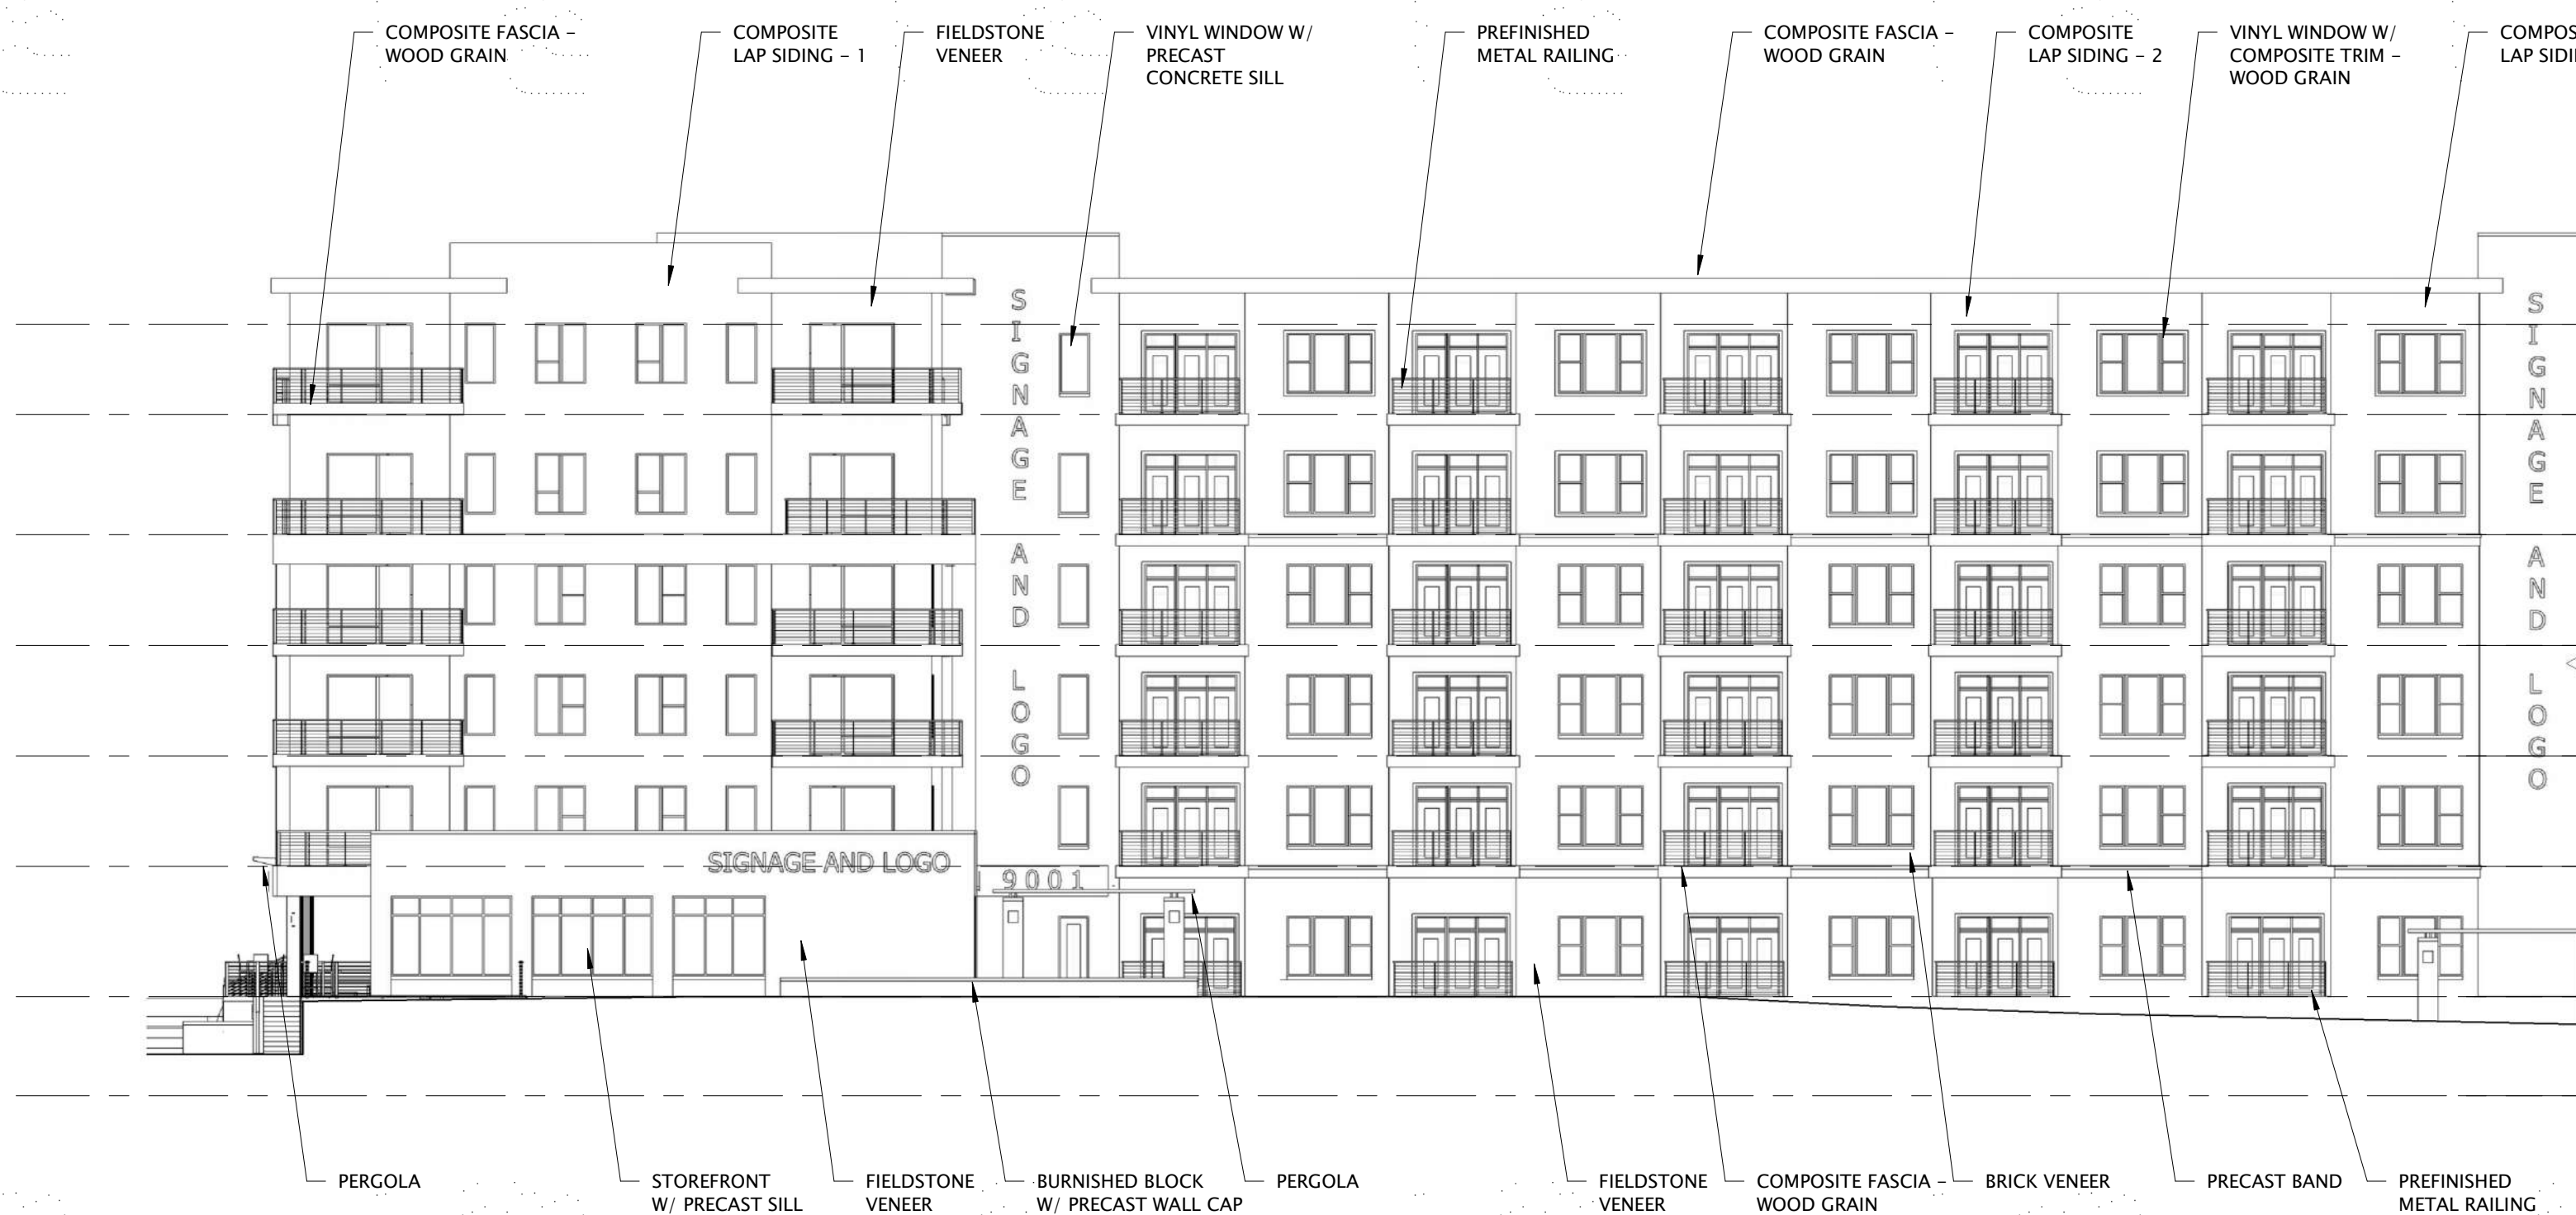 COMPOSITE FASCIA -
WOOD GRAIN
COMPOSITE
LAP SIDING - 1
FIELDSTONE
VENEER
VINYL WINDOW W/
PRECAST
CONCRETE SILL
PREFINISHED
METAL RAILING
COMPOSITE FASCIA -
WOOD GRAIN
COMPOSITE
LAP SIDING - 2
VINYL WINDOW W/
COMPOSITE TRIM -
WOOD GRAIN
SIGNAGE AND LOGO
SIGNAGE AND LOGO
SIGNAGE AND LOGO
9001
PERGOLA
STOREFRONT
W/ PRECAST SILL
FIELDSTONE
VENEER
BURNISHED BLOCK
W/ PRECAST WALL CAP
PERGOLA
FIELDSTONE
VENEER
COMPOSITE FASCIA -
WOOD GRAIN
BRICK VENEER
PRECAST BAND
PREFINISHED
METAL RAILING